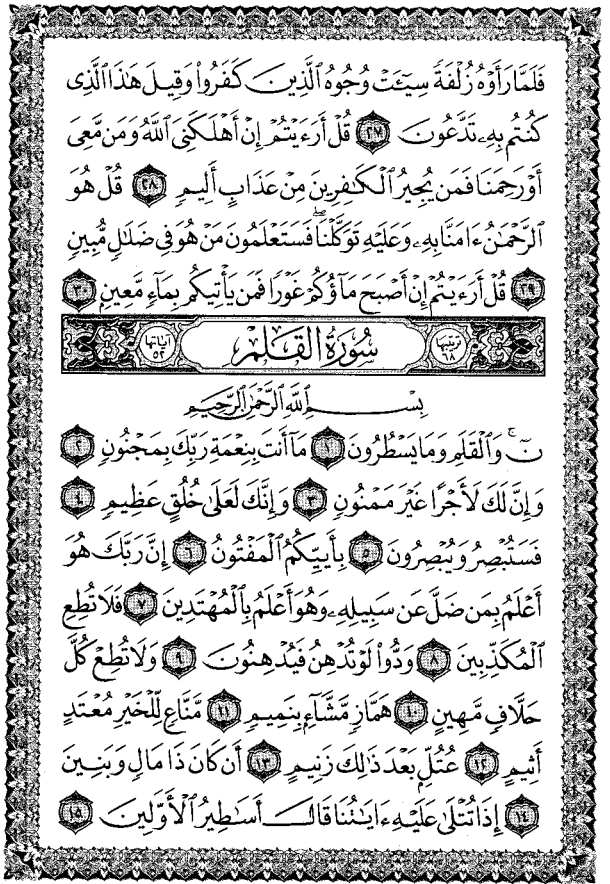 فَلَمَّا رَأَوْهُ زُلْفَةً سِيٓـَٔتْ وُجُوهُ ٱلَّذِينَ كَفَرُوا۟ وَقِيلَ هَٰذَا ٱلَّذِى
كُنتُم بِهِۦ تَدَّعُونَ ٢٧ قُلْ أَرَءَيْتُمْ إِنْ أَهْلَكَنِىَ ٱللَّهُ وَمَن مَّعِىَ
أَوْ رَحِمَنَا فَمَن يُجِيرُ ٱلْكَٰفِرِينَ مِنْ عَذَابٍ أَلِيمٍ ٢٨ قُلْ هُوَ
ٱلرَّحْمَٰنُ ءَامَنَّا بِهِۦ وَعَلَيْهِ تَوَكَّلْنَا ۖ فَسَتَعْلَمُونَ مَنْ هُوَ فِى ضَلَٰلٍ مُّبِينٍ
٢٩ قُلْ أَرَءَيْتُمْ إِنْ أَصْبَحَ مَآؤُكُمْ غَوْرًا فَمَن يَأْتِيكُم بِمَآءٍ مَّعِينٍ ٣٠
ترتيبها ٦٨ سُورَةُ القَلَمِ آياتها ٥٢
بِسْمِ ٱللَّهِ ٱلرَّحْمَٰنِ ٱلرَّحِيمِ
نٓ ۚ وَٱلْقَلَمِ وَمَا يَسْطُرُونَ ١ مَآ أَنتَ بِنِعْمَةِ رَبِّكَ بِمَجْنُونٍ ٢
وَإِنَّ لَكَ لَأَجْرًا غَيْرَ مَمْنُونٍ ٣ وَإِنَّكَ لَعَلَىٰ خُلُقٍ عَظِيمٍ ٤
فَسَتُبْصِرُ وَيُبْصِرُونَ ٥ بِأَييِّكُمُ ٱلْمَفْتُونُ ٦ إِنَّ رَبَّكَ هُوَ
أَعْلَمُ بِمَن ضَلَّ عَن سَبِيلِهِۦ وَهُوَ أَعْلَمُ بِٱلْمُهْتَدِينَ ٧ فَلَا تُطِعِ
ٱلْمُكَذِّبِينَ ٨ وَدُّوا۟ لَوْ تُدْهِنُ فَيُدْهِنُونَ ٩ وَلَا تُطِعْ كُلَّ
حَلَّافٍ مَّهِينٍ ١٠ هَمَّازٍ مَّشَّآءٍۭ بِنَمِيمٍ ١١ مَّنَّاعٍ لِّلْخَيْرِ مُعْتَدٍ
أَثِيمٍ ١٢ عُتُلٍّۭ بَعْدَ ذَٰلِكَ زَنِيمٍ ١٣ أَن كَانَ ذَا مَالٍ وَبَنِينَ
١٤ إِذَا تُتْلَىٰ عَلَيْهِ ءَايَٰتُنَا قَالَ أَسَٰطِيرُ ٱلْأَوَّلِينَ ١٥